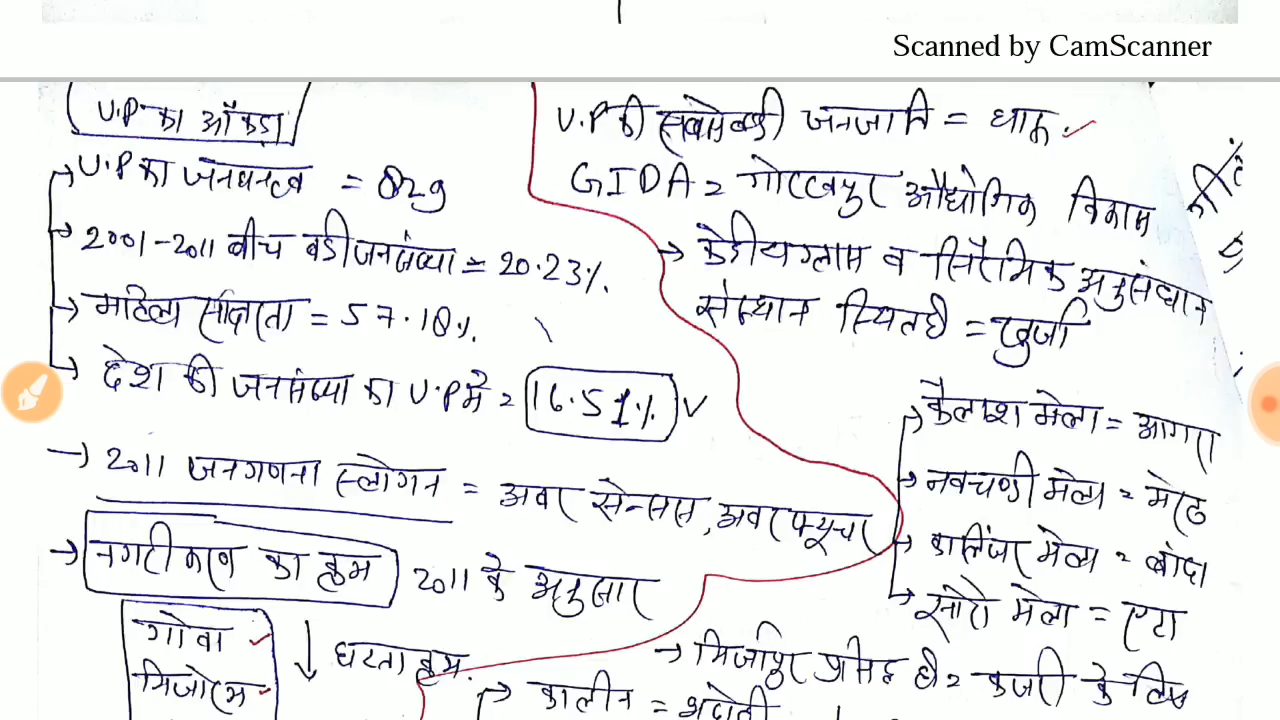 Scanned by CamScanner
U.P का आँकडा
U.P का जनघनत्व = 829
2001-2011 बीच बढी जनसंख्या = 20.23%
महिला साक्षरता = 57.18%
देश की जनसंख्या का U.P में = 16.51%
2011 जनगणना स्लोगन = अवर सेन्सस, अवर फ्यूचर
नगरीकरण का क्रम 2011 के अनुसार
गोवा
मिजोरम
घटता क्रम
U.P की सबसे बडी जनजाति = थारू
GIDA = गोरखपुर औद्योगिक विकास
केन्द्रीय ग्लास व सिरैमिक अनुसंधान
संस्थान स्थित है = खुर्जा
कैलाश मेला = आगरा
नवचण्डी मेला = मेरठ
कालिंजर मेला = बांदा
सोरो मेला = एटा
मिर्जापुर प्रसिद्ध है = कजरी के लिए
कालीन = भदोही